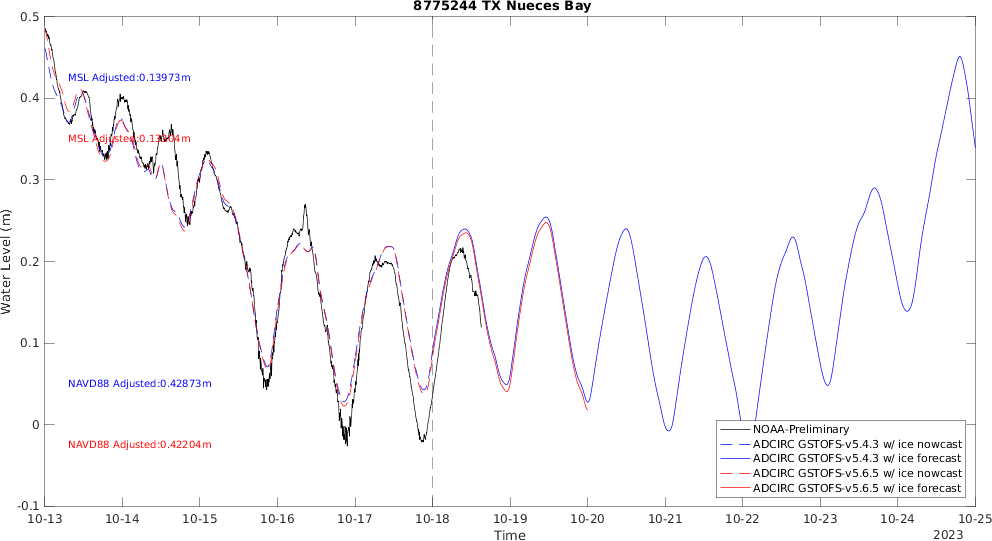 8775244 TX Nueces Bay
Water Level (m)
0.5
0.4
0.3
0.2
0.1
0
-0.1
MSL Adjusted:0.13973m
MSL Adjusted:
NAVD88 Adjusted:0.42873m
NAVD88 Adjusted:0.42204m
NOAA-Preliminary
ADCIRC GSTOFS-v5.4.3 w/ ice nowcast
ADCIRC GSTOFS-v5.4.3 w/ ice forecast
ADCIRC GSTOFS-v5.6.5 w/ ice nowcast
ADCIRC GSTOFS-v5.6.5 w/ ice forecast
10-13 10-14 10-15 10-16 10-17 10-18 10-19 10-20 10-21 10-22 10-23 10-24 10-25
Time
2023